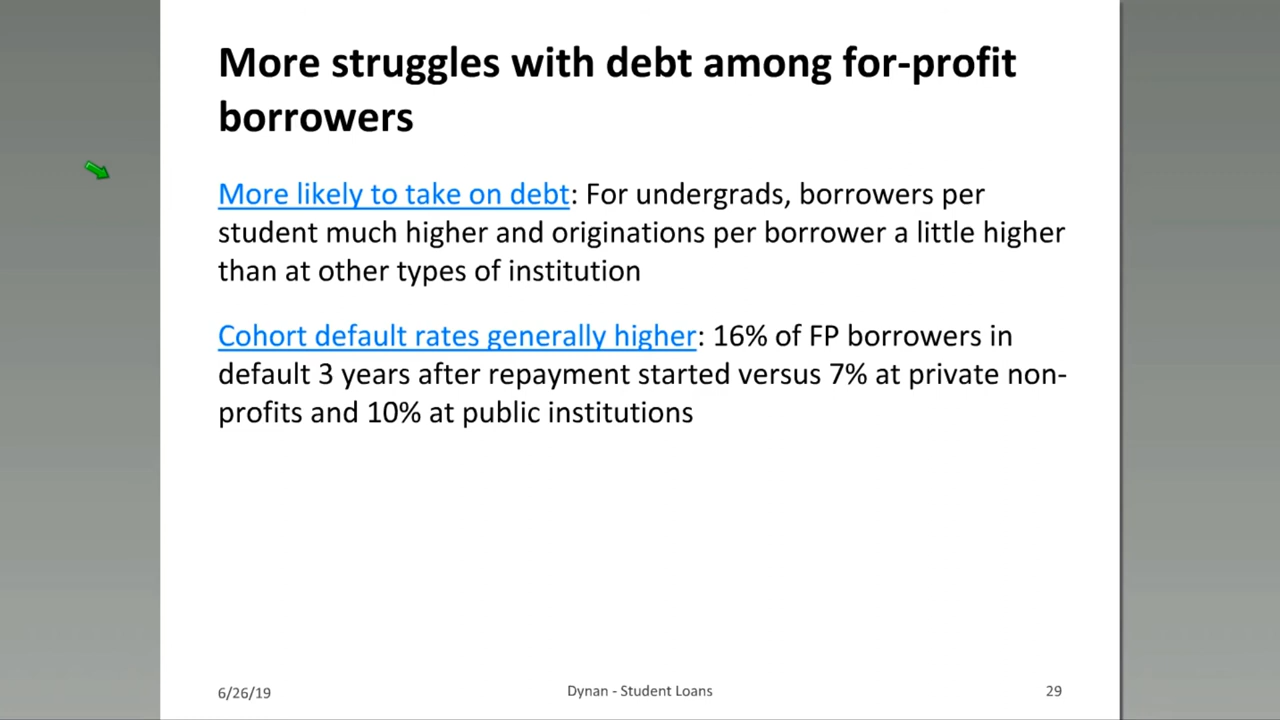 More struggles with debt among for-profit
borrowers
More likely to take on debt: For undergrads, borrowers per
student much higher and originations per borrower a little higher
than at other types of institution
Cohort default rates generally higher: 16% of FP borrowers in
default 3 years after repayment started versus 7% at private non-
profits and 10% at public institutions
6/26/19
Dynan - Student Loans
29